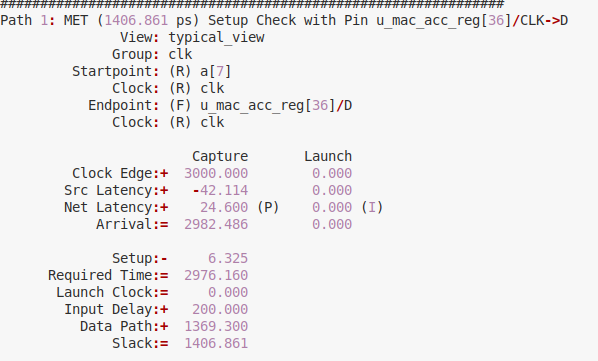 ###############################################################
Path 1: MET (1406.861 ps) Setup Check with Pin u_mac_acc_reg[36]/CLK->D
View: typical_view
Group: clk
Startpoint: (R) a[7]
Clock: (R) clk
Endpoint: (F) u_mac_acc_reg[36]/D
Clock: (R) clk
Capture Launch
Clock Edge:+ 3000.000 0.000
Src Latency:+ -42.114 0.000
Net Latency:+ 24.600 (P) 0.000 (I)
Arrival:= 2982.486 0.000
Setup:- 6.325
Required Time:= 2976.160
Launch Clock:= 0.000
Input Delay:+ 200.000
Data Path:+ 1369.300
Slack:= 1406.861